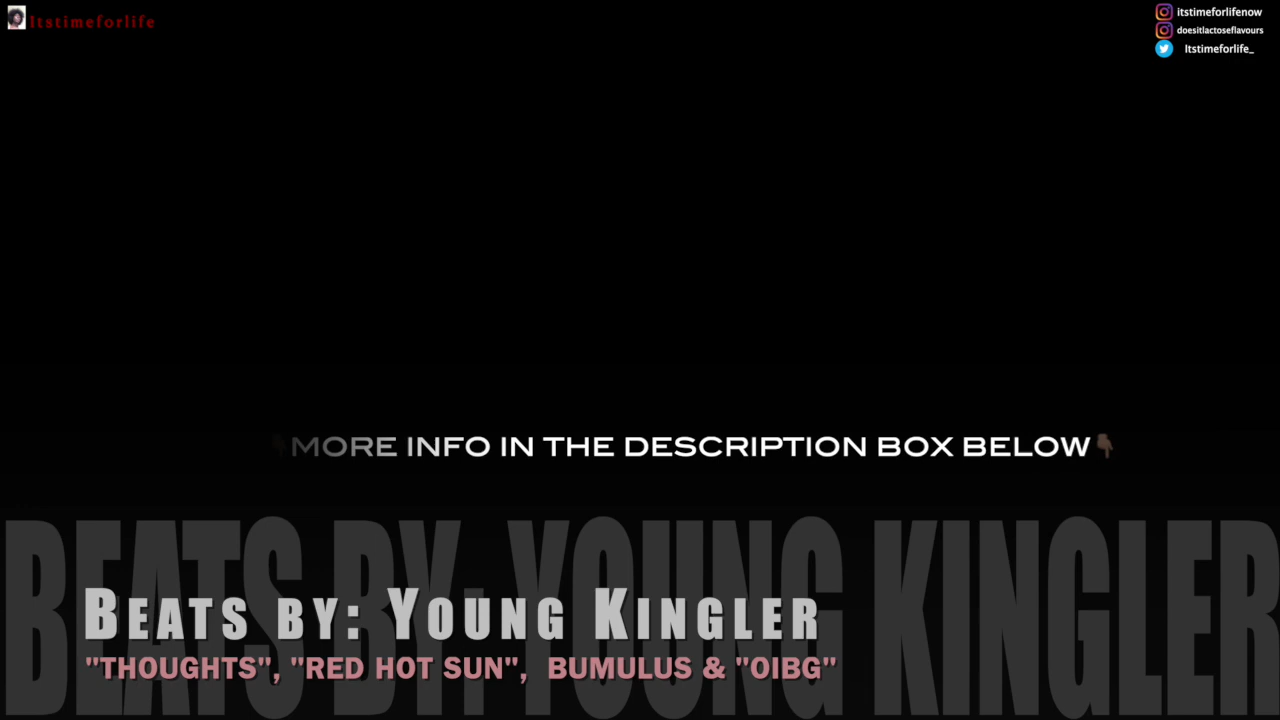 Itstimeforlife
itstimeforlifenow
doesitlactoseflavours
Itstimeforlife_
👇🏾MORE INFO IN THE DESCRIPTION BOX BELOW👇🏾
BEATS BY: YOUNG KINGLER
BEATS BY: YOUNG KINGLER
"THOUGHTS", "RED HOT SUN", BUMULUS & "OIBG"